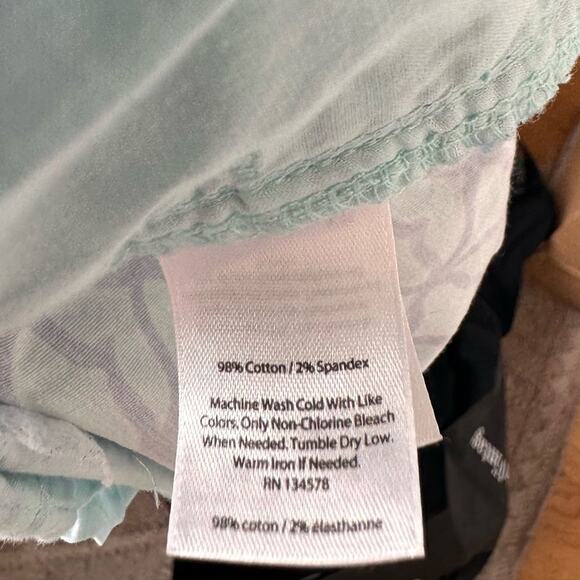 98% Cotton / 2% Spandex
Machine Wash Cold With Like
Colors. Only Non-Chlorine Bleach
When Needed. Tumble Dry Low.
Warm Iron If Needed.
RN 134578
98% coton / 2% élasthanne